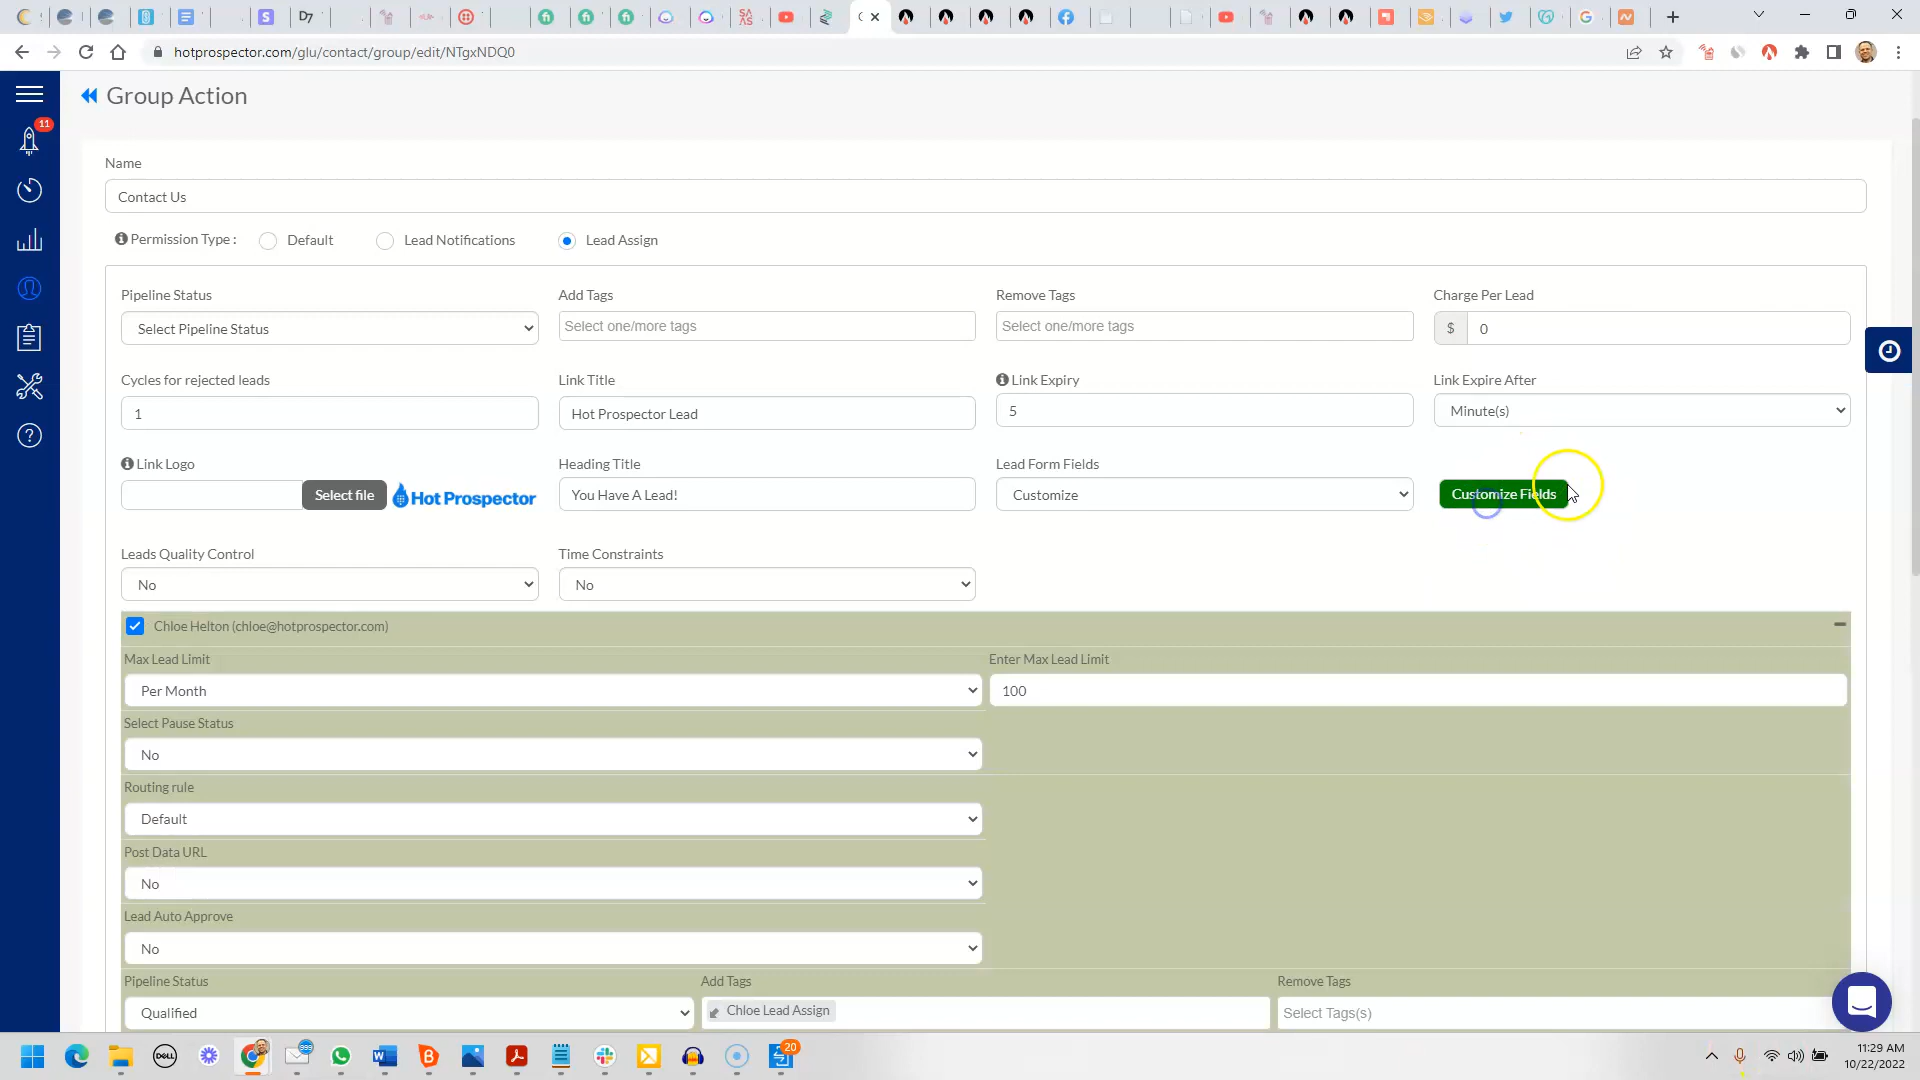 D7
hotprospector.com/glu/contact/group/edit/NTgxNDQ0
11
Group Action
Name
Contact Us
Permission Type :
Default
Lead Notifications
Lead Assign
Pipeline Status
Add Tags
Remove Tags
Charge Per Lead
Select Pipeline Status
Select one/more tags
Select one/more tags
$ 0
Cycles for rejected leads
Link Title
Link Expiry
Link Expire After
1
Hot Prospector Lead
5
Minute(s)
Link Logo
Heading Title
Lead Form Fields
Select file
Hot Prospector
You Have A Lead!
Customize
Customize Fields
Leads Quality Control
Time Constraints
No
No
Chloe Helton (chloe@hotprospector.com)
Max Lead Limit
Enter Max Lead Limit
Per Month
100
Select Pause Status
No
Routing rule
Default
Post Data URL
No
Lead Auto Approve
No
Pipeline Status
Add Tags
Remove Tags
Qualified
Chloe Lead Assign
Select Tags(s)
DELL
999
20
11:29 AM
10/22/2022